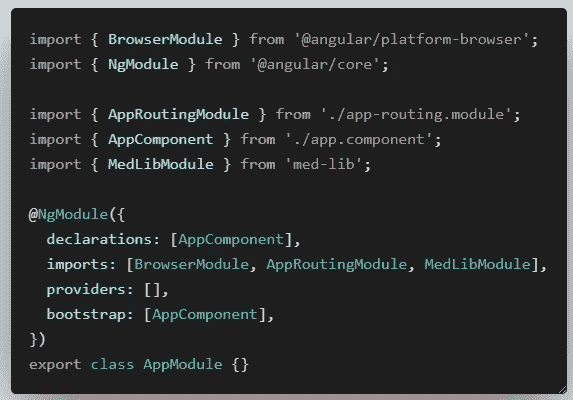 import { BrowserModule } from '@angular/platform-browser';
import { NgModule } from '@angular/core';
import { AppRoutingModule } from './app-routing.module';
import { AppComponent } from './app.component';
import { MedLibModule } from 'med-lib';
@NgModule({
  declarations: [AppComponent],
  imports: [BrowserModule, AppRoutingModule, MedLibModule],
  providers: [],
  bootstrap: [AppComponent],
})
export class AppModule {}